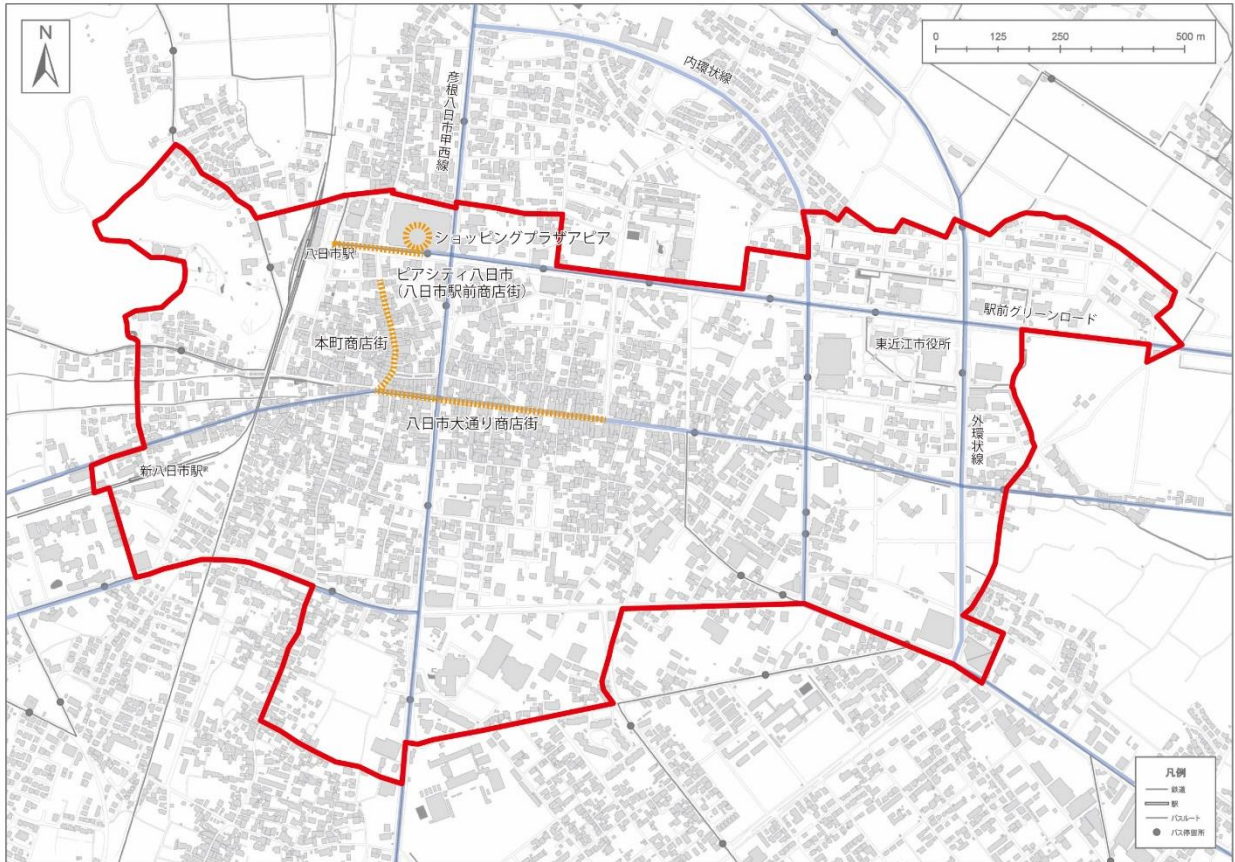 N
0 125 250 500 m
内環状線
彦根八日市甲西線
ショッピングプラザアピア
八日市駅
ピアシティ八日市
(八日市駅前商店街)
駅前グリーンロード
本町商店街
東近江市役所
八日市大通り商店街
外環状線
新八日市駅
凡例
鉄道
駅
バスルート
バス停留所